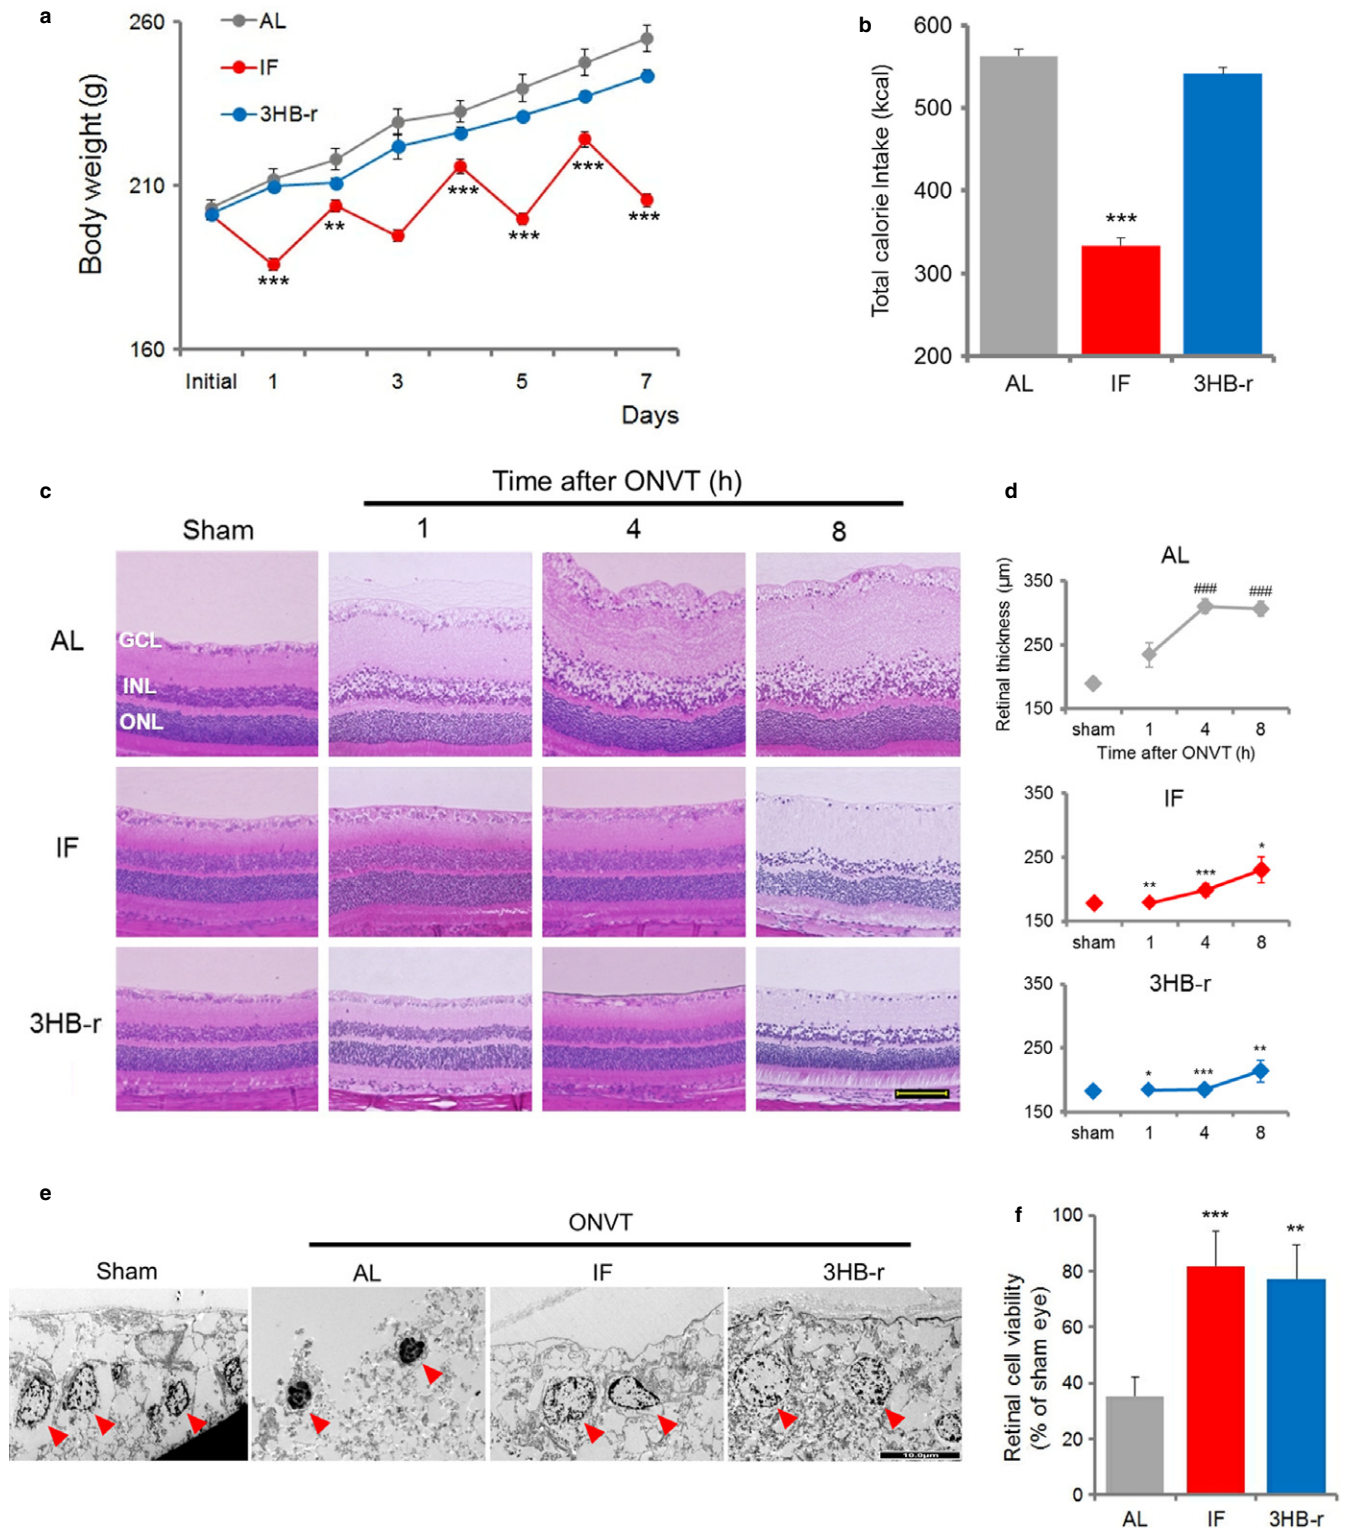 a
260
210
160
Body weight (g)
AL
IF
3HB-r
***
**
***
***
***
***
Initial 1 3 5 7
Days
b
600
500
400
300
200
Total calorie Intake (kcal)
***
AL IF 3HB-r
c
Time after ONVT (h)
Sham 1 4 8
AL
GCL
INL
ONL
IF
3HB-r
d
AL
Retinal thickness (μm)
350
250
150
### ###
sham 1 4 8
Time after ONVT (h)
IF
350
250
150
** *** *
sham 1 4 8
3HB-r
350
250
150
* *** **
sham 1 4 8
e
ONVT
Sham AL IF 3HB-r
10.0μm
f
100
80
60
40
20
0
Retinal cell viability
(% of sham eye)
*** **
AL IF 3HB-r